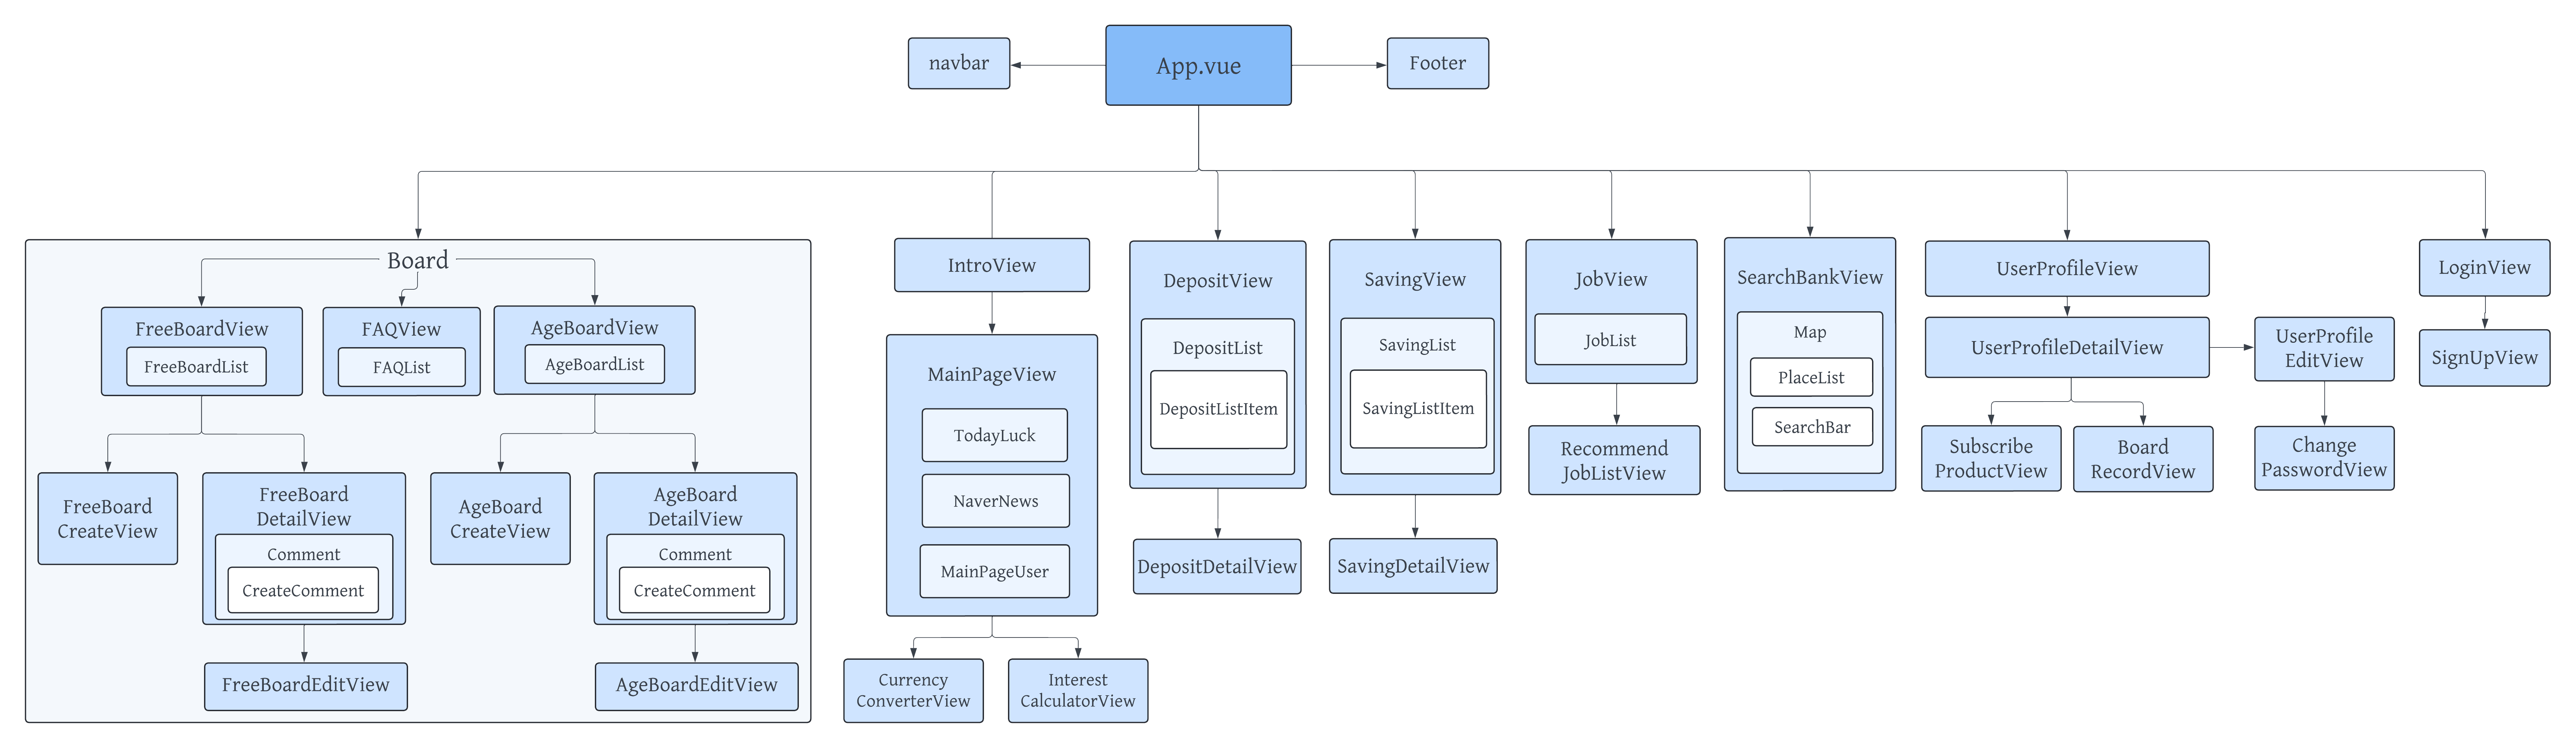 navbar
App.vue
Footer
Board
FreeBoardView
FreeBoardList
FAQView
FAQList
AgeBoardView
AgeBoardList
FreeBoard
CreateView
FreeBoard
DetailView
Comment
CreateComment
FreeBoardEditView
AgeBoard
CreateView
AgeBoard
DetailView
Comment
CreateComment
AgeBoardEditView
IntroView
MainPageView
TodayLuck
NaverNews
MainPageUser
Currency
ConverterView
Interest
CalculatorView
DepositView
DepositList
DepositListItem
DepositDetailView
SavingView
SavingList
SavingListItem
SavingDetailView
JobView
JobList
Recommend
JobListView
SearchBankView
Map
PlaceList
SearchBar
UserProfileView
UserProfileDetailView
UserProfile
EditView
Subscribe
ProductView
Board
RecordView
Change
PasswordView
LoginView
SignUpView